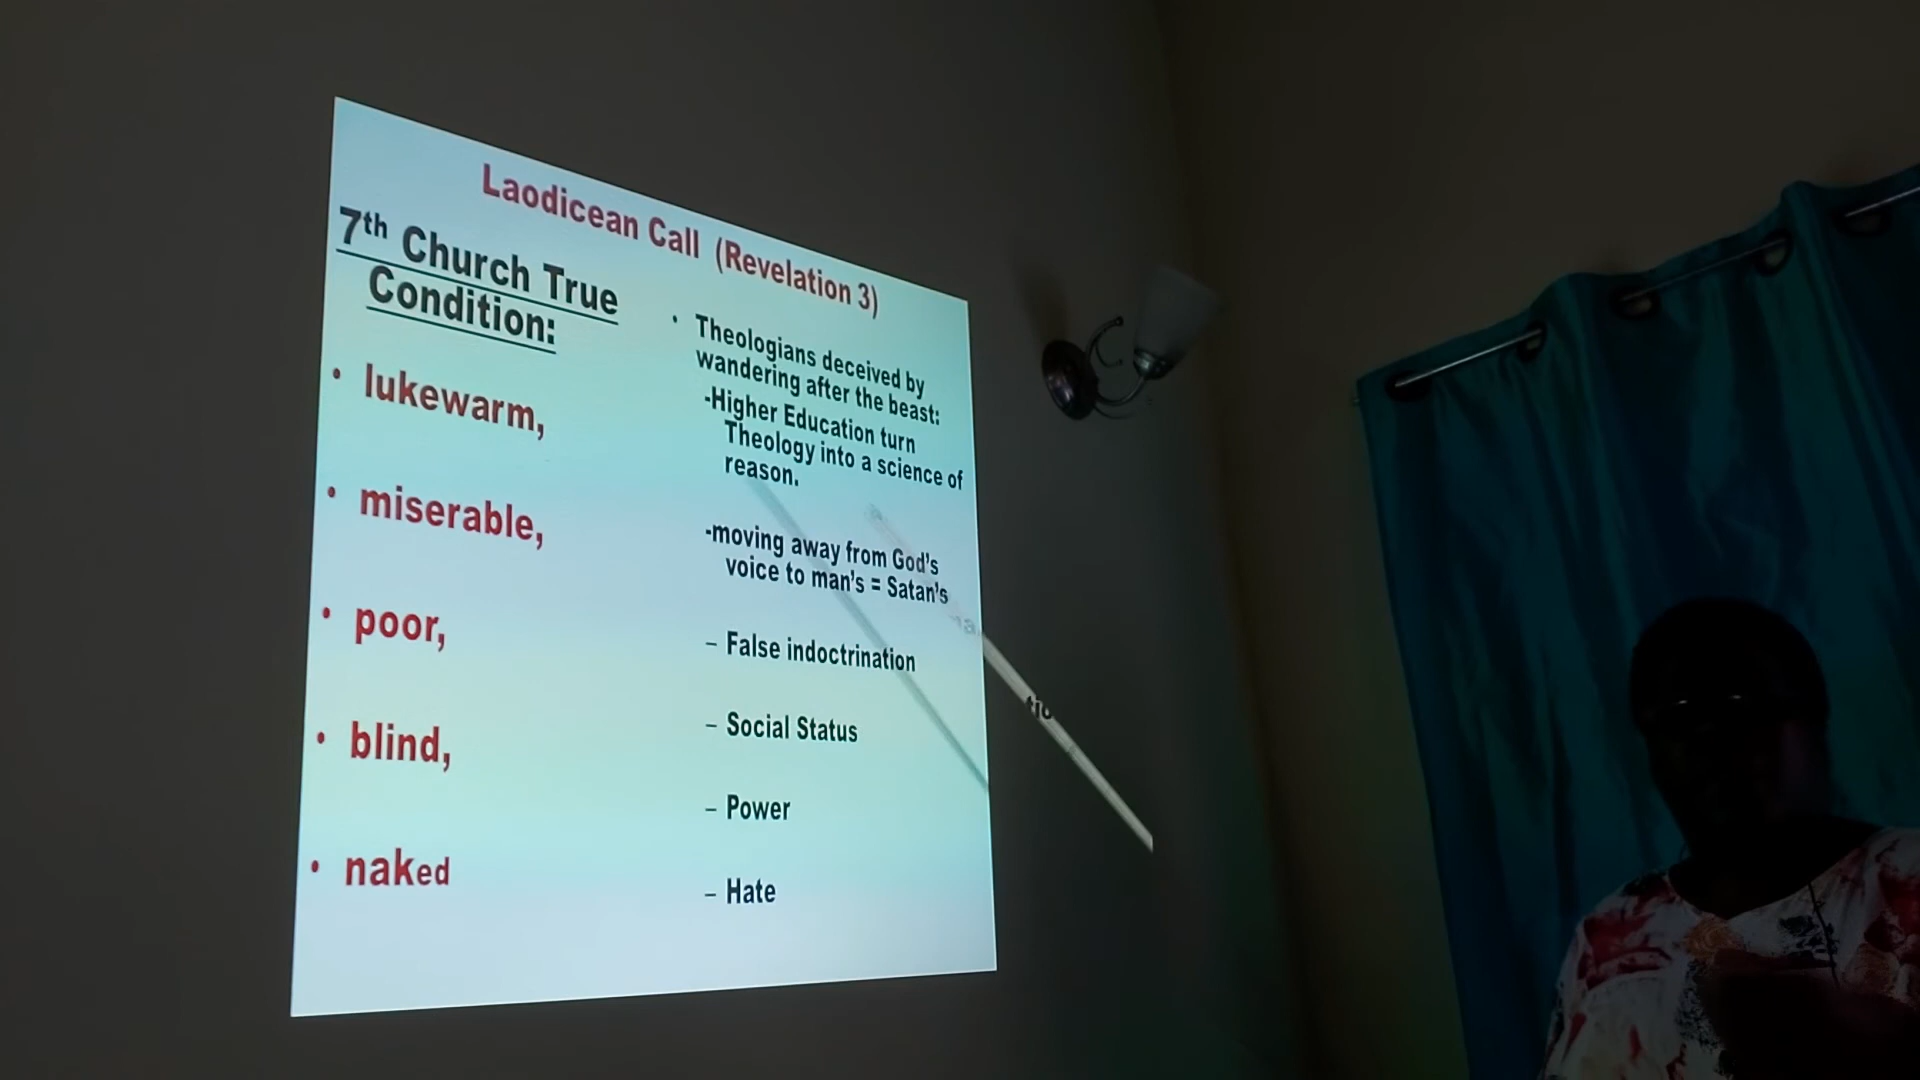 Laodicean Call (Revelation 3)
7th Church True
Condition:
• lukewarm,
• miserable,
• poor,
• blind,
• naked
• Theologians deceived by
wandering after the beast:
-Higher Education turn
Theology into a science of
reason.
-moving away from God's
voice to man's = Satan's
– False indoctrination
– Social Status
– Power
– Hate